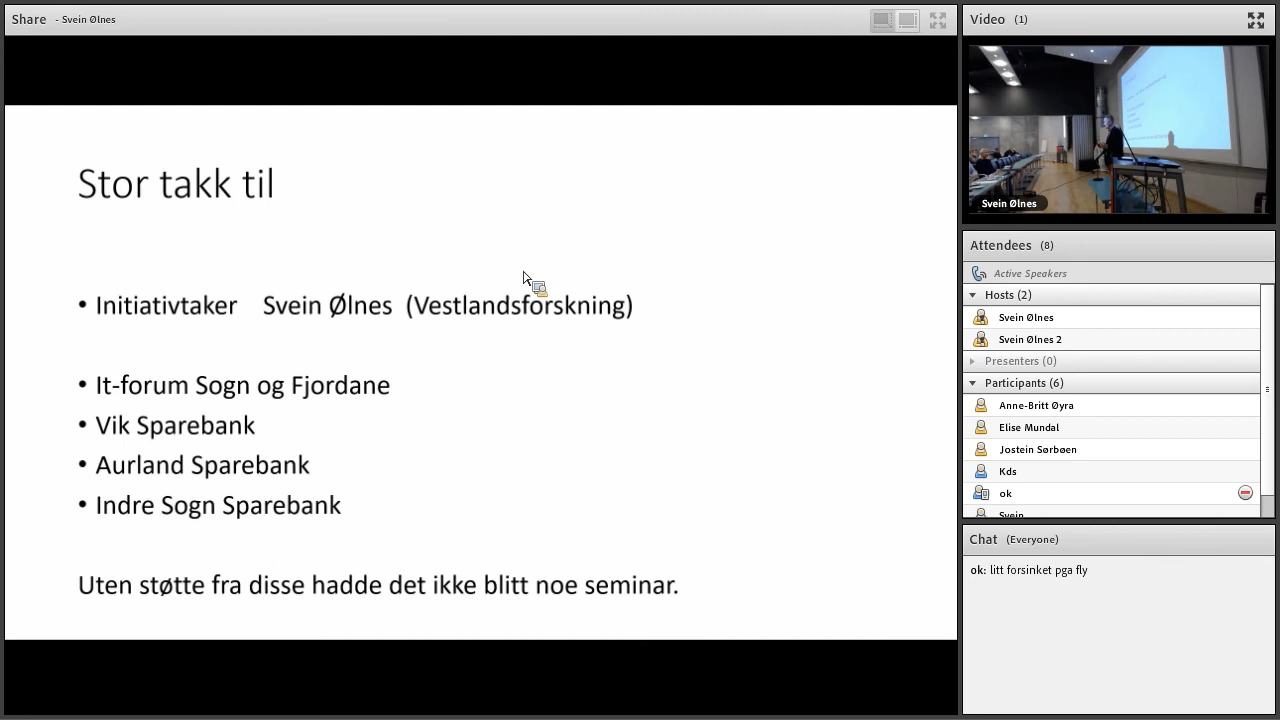 Share - Svein Ølnes
Stor takk til
• Initiativtaker Svein Ølnes (Vestlandsforskning)
• It-forum Sogn og Fjordane
• Vik Sparebank
• Aurland Sparebank
• Indre Sogn Sparebank
Uten støtte fra disse hadde det ikke blitt noe seminar.
Video (1)
Svein Ølnes
Attendees (8)
Active Speakers
Hosts (2)
Svein Ølnes
Svein Ølnes 2
Presenters (0)
Participants (6)
Anne-Britt Øyra
Elise Mundal
Jostein Sørbøen
Kds
ok
Svein
Chat (Everyone)
ok: litt forsinket pga fly